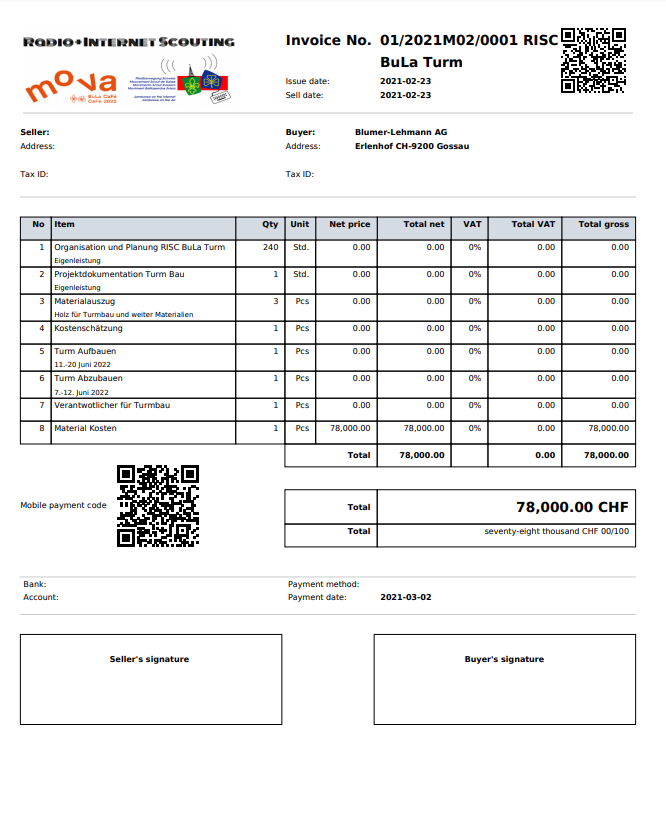 RADIO+INTERNET SCOUTING
mova
BuLa Café
Café 2022
Invoice No. 01/2021M02/0001 RISC
BuLa Turm
Issue date: 2021-02-23
Sell date: 2021-02-23
Seller:
Address:
Tax ID:
Buyer: Blumer-Lehmann AG
Address: Erlenhof CH-9200 Gossau
Tax ID:
No Item Qty Unit Net price Total net VAT Total VAT Total gross
1 Organisation und Planung RISC BuLa Turm 240 Std. 0.00 0.00 0% 0.00 0.00
Eigenleistung
2 Projektdokumentation Turm Bau 1 Std. 0.00 0.00 0% 0.00 0.00
Eigenleistung
3 Materialauszug 3 Pcs 0.00 0.00 0% 0.00 0.00
Holz für Turmbau und weiter Materialien
4 Kostenschätzung 1 Pcs 0.00 0.00 0% 0.00 0.00
5 Turm Aufbauen 1 Pcs 0.00 0.00 0% 0.00 0.00
11.-20 Juni 2022
6 Turm Abzubauen 1 Pcs 0.00 0.00 0% 0.00 0.00
7.-12. Juni 2022
7 Verantwotlicher für Turmbau 1 Pcs 0.00 0.00 0% 0.00 0.00
8 Material Kosten 1 Pcs 78,000.00 78,000.00 0% 0.00 78,000.00
Total 78,000.00 0.00 78,000.00
Mobile payment code
Total 78,000.00 CHF
Total seventy-eight thousand CHF 00/100
Bank:
Account:
Payment method:
Payment date: 2021-03-02
Seller's signature
Buyer's signature